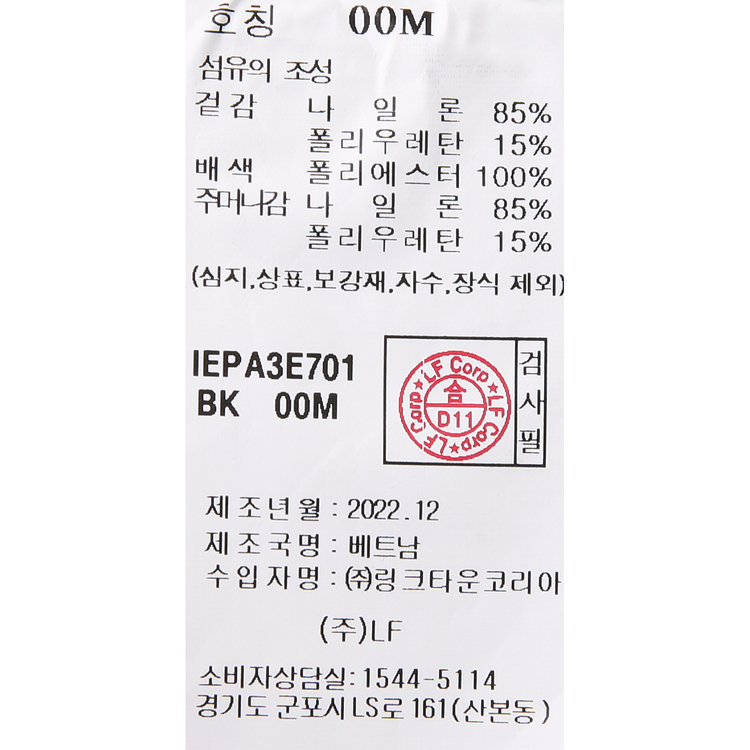 호칭 00M
섬유의 조성
겉감 나일론 85%
폴리우레탄 15%
배색 폴리에스터 100%
주머니감 나일론 85%
폴리우레탄 15%
(심지,상표,보강재,자수,장식 제외)
IEPA3E701
BK 00M
LF Corp★LF Corp★LF Corp★
合
D11
검사필
제조년월 : 2022.12
제조국명 : 베트남
수입자명 : ㈜링크타운코리아
(주)LF
소비자상담실: 1544-5114
경기도 군포시 LS로 161(산본동)